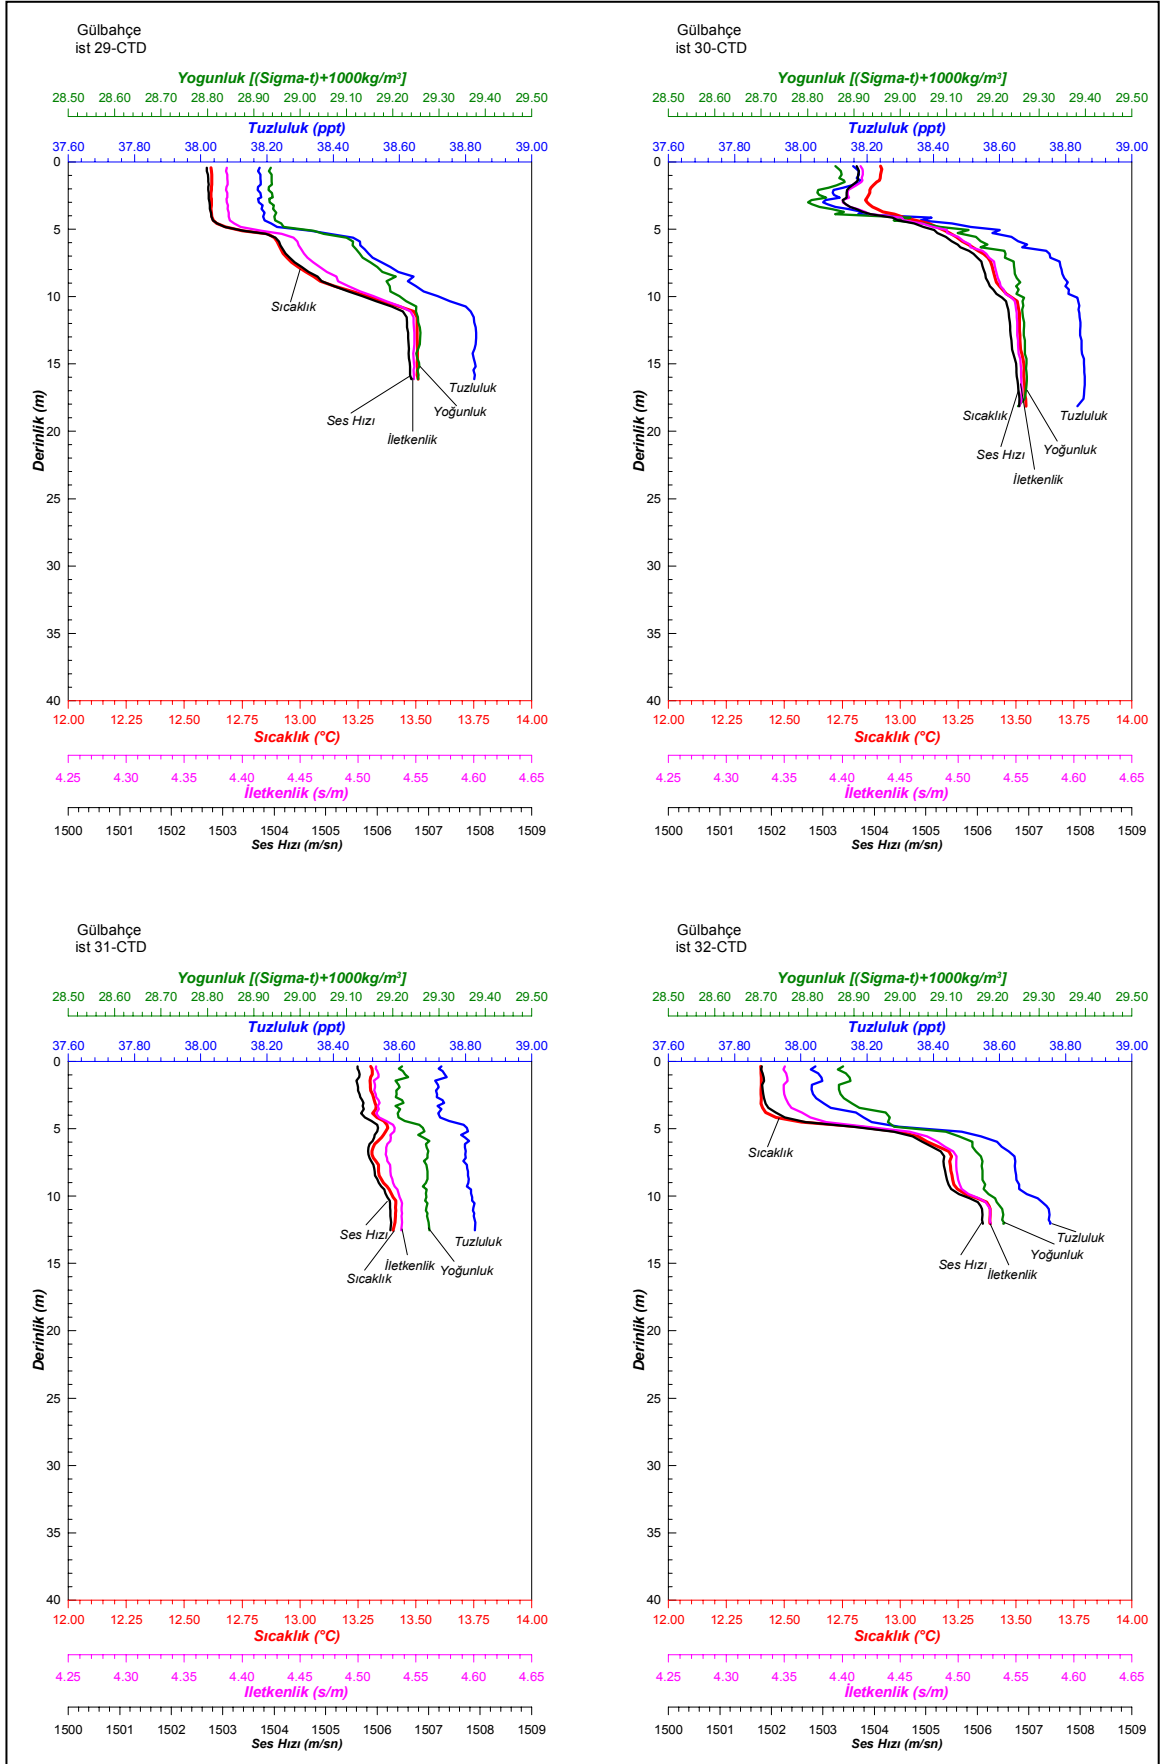 Gülbahçe
ist 29-CTD
Yogunluk [(Sigma-t)+1000kg/m³]
28.50 28.60 28.70 28.80 28.90 29.00 29.10 29.20 29.30 29.40 29.50
Tuzluluk (ppt)
37.60 37.80 38.00 38.20 38.40 38.60 38.80 39.00
0
5
10
15
20
25
30
35
40
Derinlik (m)
Sıcaklık
Tuzluluk
Yoğunluk
Ses Hızı
İletkenlik
12.00 12.25 12.50 12.75 13.00 13.25 13.50 13.75 14.00
Sıcaklık (°C)
4.25 4.30 4.35 4.40 4.45 4.50 4.55 4.60 4.65
İletkenlik (s/m)
1500 1501 1502 1503 1504 1505 1506 1507 1508 1509
Ses Hızı (m/sn)
Gülbahçe
ist 30-CTD
Yogunluk [(Sigma-t)+1000kg/m³]
28.50 28.60 28.70 28.80 28.90 29.00 29.10 29.20 29.30 29.40 29.50
Tuzluluk (ppt)
37.60 37.80 38.00 38.20 38.40 38.60 38.80 39.00
0
5
10
15
20
25
30
35
40
Derinlik (m)
Sıcaklık
Tuzluluk
Ses Hızı
Yoğunluk
İletkenlik
12.00 12.25 12.50 12.75 13.00 13.25 13.50 13.75 14.00
Sıcaklık (°C)
4.25 4.30 4.35 4.40 4.45 4.50 4.55 4.60 4.65
İletkenlik (s/m)
1500 1501 1502 1503 1504 1505 1506 1507 1508 1509
Ses Hızı (m/sn)
Gülbahçe
ist 31-CTD
Yogunluk [(Sigma-t)+1000kg/m³]
28.50 28.60 28.70 28.80 28.90 29.00 29.10 29.20 29.30 29.40 29.50
Tuzluluk (ppt)
37.60 37.80 38.00 38.20 38.40 38.60 38.80 39.00
0
5
10
15
20
25
30
35
40
Derinlik (m)
Ses Hızı
Tuzluluk
Sıcaklık
İletkenlik
Yoğunluk
12.00 12.25 12.50 12.75 13.00 13.25 13.50 13.75 14.00
Sıcaklık (°C)
4.25 4.30 4.35 4.40 4.45 4.50 4.55 4.60 4.65
Iletkenlik (s/m)
1500 1501 1502 1503 1504 1505 1506 1507 1508 1509
Ses Hızı (m/sn)
Gülbahçe
ist 32-CTD
Yogunluk [(Sigma-t)+1000kg/m³]
28.50 28.60 28.70 28.80 28.90 29.00 29.10 29.20 29.30 29.40 29.50
Tuzluluk (ppt)
37.60 37.80 38.00 38.20 38.40 38.60 38.80 39.00
0
5
10
15
20
25
30
35
40
Derinlik (m)
Sıcaklık
Tuzluluk
Yoğunluk
Ses Hızı
İletkenlik
12.00 12.25 12.50 12.75 13.00 13.25 13.50 13.75 14.00
Sıcaklık (°C)
4.25 4.30 4.35 4.40 4.45 4.50 4.55 4.60 4.65
İletkenlik (s/m)
1500 1501 1502 1503 1504 1505 1506 1507 1508 1509
Ses Hızı (m/sn)